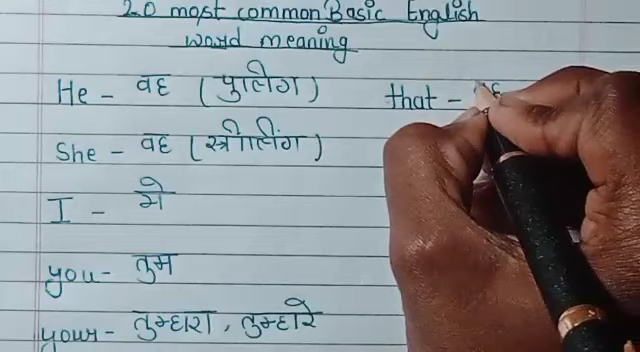 20 most common Basic English
word meaning
He - वह (पुलिंग)
She - वह (स्त्रीलिंग)
I - मे
you - तुम
your - तुम्हारा, तुम्हारे
that -